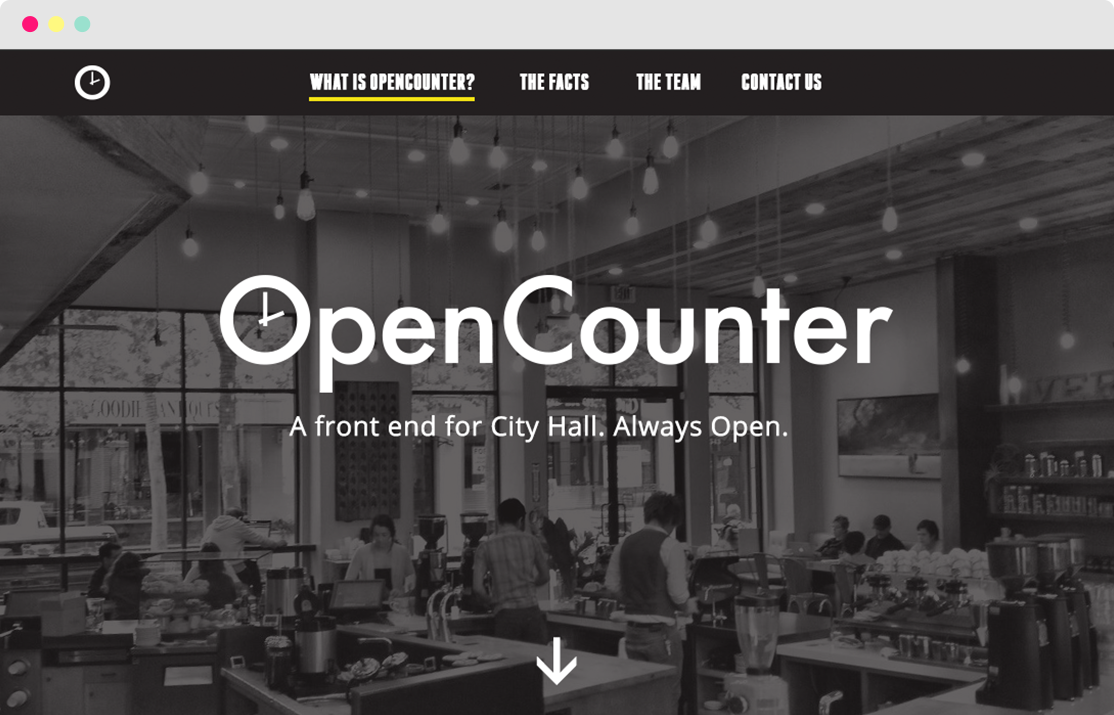 WHAT IS OPENCOUNTER? THE FACTS THE TEAM CONTACT US
OpenCounter
A front end for City Hall. Always Open.